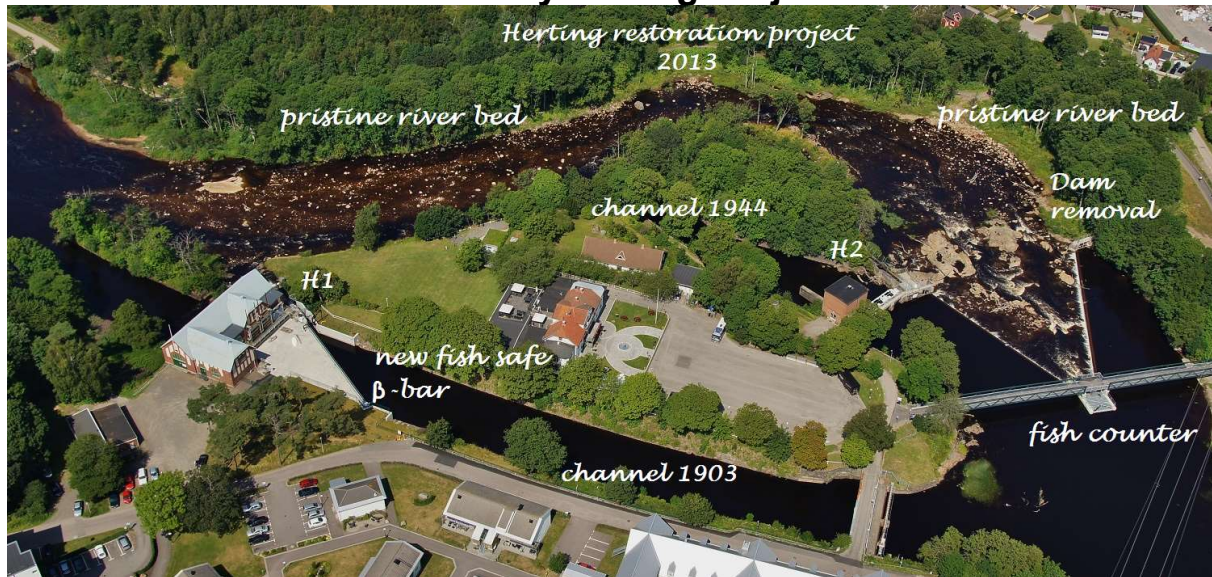 Herting restoration project
2013
pristine river bed
pristine river bed
Dam
removal
channel 1944
H2
H1
new fish safe
β-bar
fish counter
channel 1903